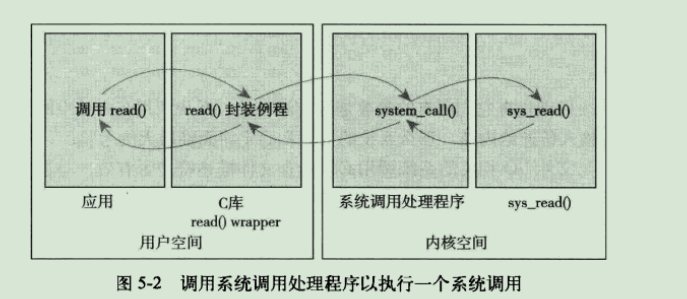 调用 read()
read() 封装例程
system_call()
sys_read()
应用
C库
read() wrapper
系统调用处理程序
sys_read()
用户空间
内核空间
图 5-2 调用系统调用处理程序以执行一个系统调用